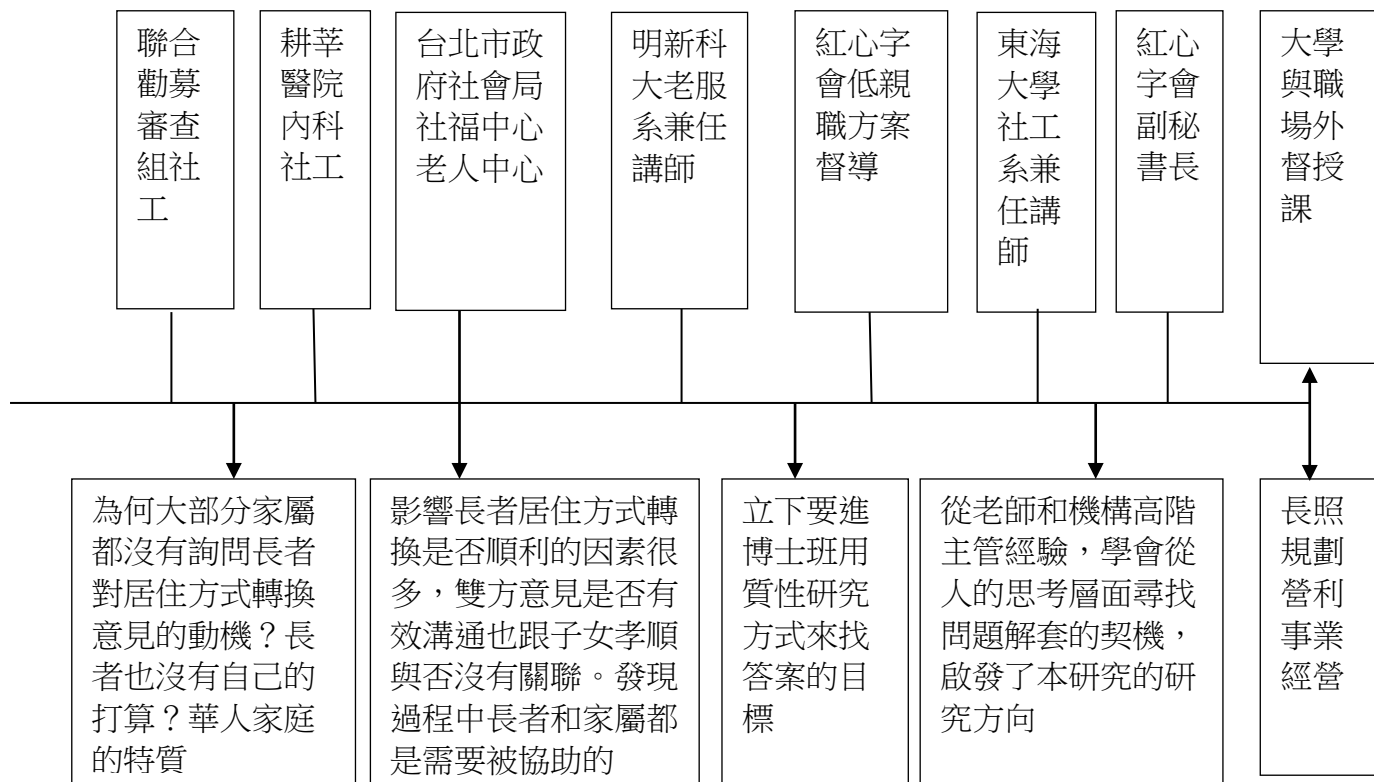 聯合
勸募
審查
組社
工
耕莘
醫院
內科
社工
台北市政
府社會局
社福中心
老人中心
明新科
大老服
系兼任
講師
紅心字
會低親
職方案
督導
東海
大學
社工
系兼
任講
師
紅心
字會
副秘
書長
大學
與職
場外
督授
課
為何大部分家屬
都沒有詢問長者
對居住方式轉換
意見的動機？長
者也沒有自己的
打算？華人家庭
的特質
影響長者居住方式轉
換是否順利的因素很
多，雙方意見是否有
效溝通也跟子女孝順
與否沒有關聯。發現
過程中長者和家屬都
是需要被協助的
立下要進
博士班用
質性研究
方式來找
答案的目
標
從老師和機構高階
主管經驗，學會從
人的思考層面尋找
問題解套的契機，
啟發了本研究的研
究方向
長照
規劃
營利
事業
經營